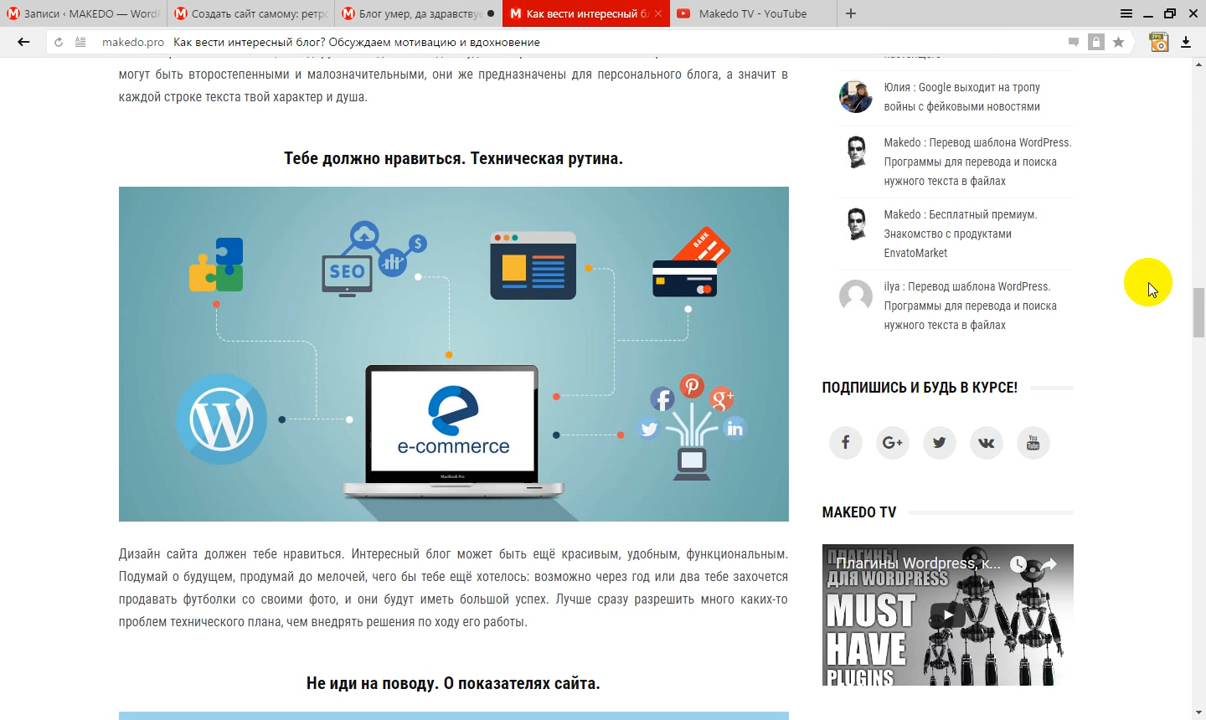 Записи ‹ MAKEDO — Word
Создать сайт самому: ретро
Блог умер, да здравствуе
Как вести интересный бл
Makedo TV - YouTube
makedo.pro Как вести интересный блог? Обсуждаем мотивацию и вдохновение
могут быть второстепенными и малозначительными, они же предназначены для персонального блога, а значит в
каждой строке текста твой характер и душа.
Тебе должно нравиться. Техническая рутина.
SEO
$
BANK
e-commerce
MacBook Pro
Дизайн сайта должен тебе нравиться. Интересный блог может быть ещё красивым, удобным, функциональным.
Подумай о будущем, продумай до мелочей, чего бы тебе ещё хотелось: возможно через год или два тебе захочется
продавать футболки со своими фото, и они будут иметь большой успех. Лучше сразу разрешить много каких-то
проблем технического плана, чем внедрять решения по ходу его работы.
Не иди на поводу. О показателях сайта.
настоящего
Юлия : Google выходит на тропу
войны с фейковыми новостями
Makedo : Перевод шаблона WordPress.
Программы для перевода и поиска
нужного текста в файлах
Makedo : Бесплатный премиум.
Знакомство с продуктами
EnvatoMarket
ilya : Перевод шаблона WordPress.
Программы для перевода и поиска
нужного текста в файлах
ПОДПИШИСЬ И БУДЬ В КУРСЕ!
MAKEDO TV
Плагины Wordpress, к...
ПЛАГИНЫ
ДЛЯ WORDPRESS
MUST
HAVE
PLUGINS